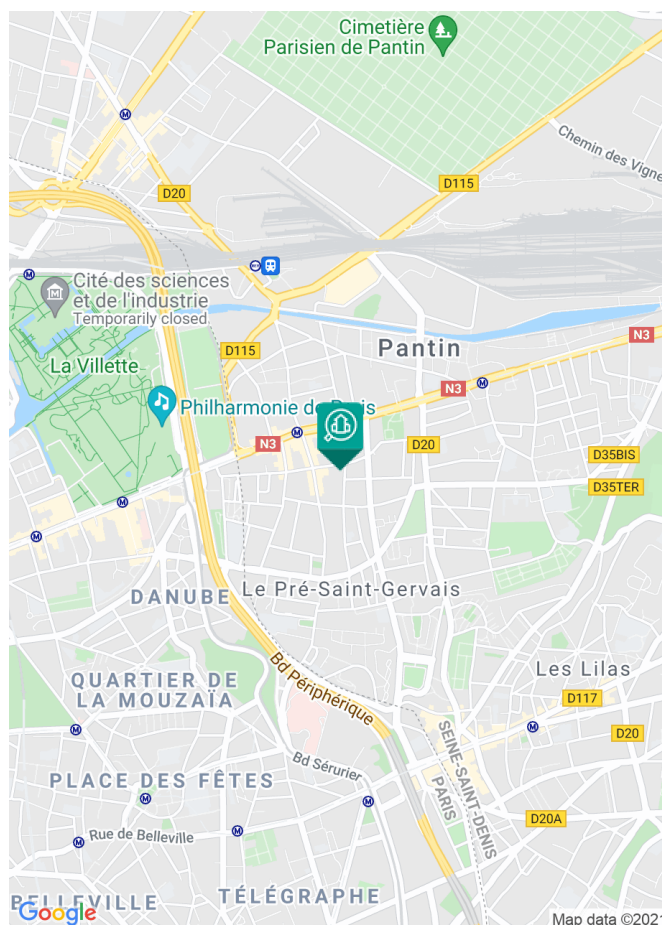 Cimetière
Parisien de Pantin
M
Chemin des Vigne
D115
D20
M
Cité des sciences
et de l'industrie
Temporarily closed
N3
D115
Pantin
La Villette
M
Philharmonie de Paris
M
N3
D20
D35BIS
D35TER
M
M
DANUBE
Le Pré-Saint-Gervais
Bd Périphérique
Les Lilas
QUARTIER DE
LA MOUZAÏA
D117
M
M
D20
SEINE-SAINT-DENIS
PARIS
Bd Sérurier
PLACE DES FÊTES
M
M
D20A
Rue de Belleville
M
M
BELLEVILLE
TÉLÉGRAPHE
Google
Map data ©2021